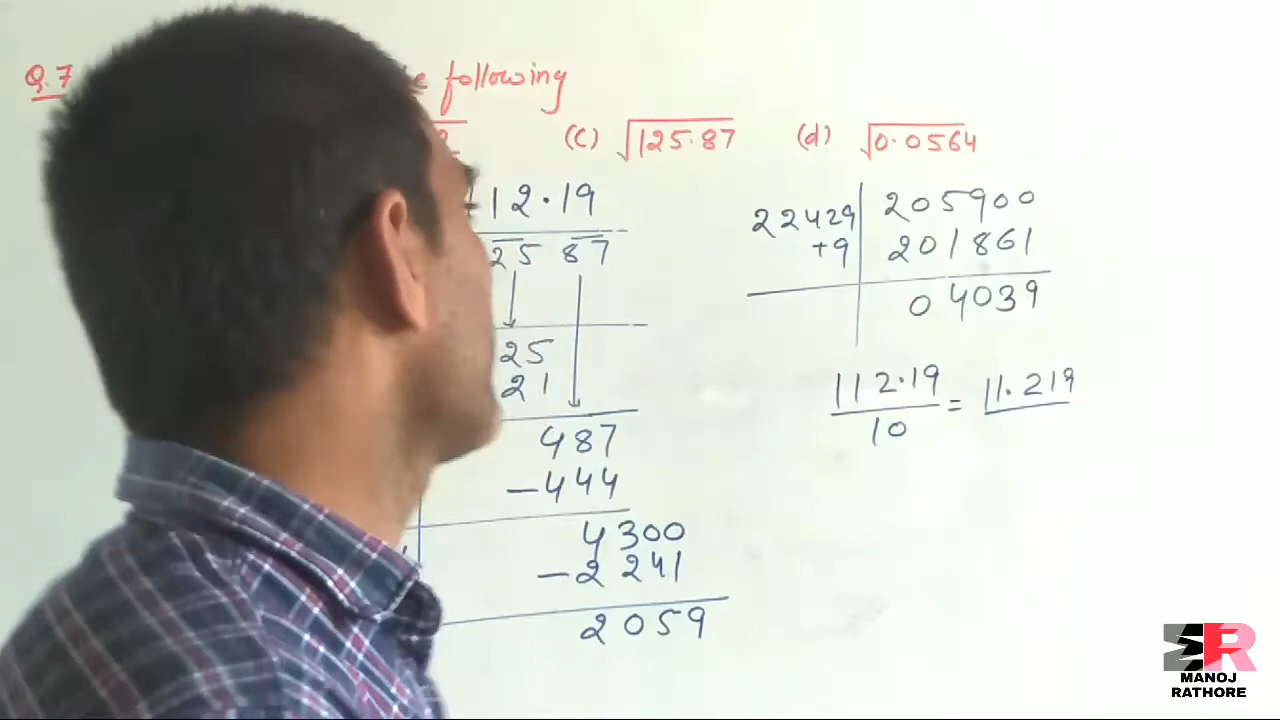 Q.7 following
(c) √125.87 (d) √0.0564
12.19
25 87
25
21
487
-444
4300
-2241
2059
22429 205900
+9 201861
04039
112.19 = 11.219
10
MANOJ
RATHORE